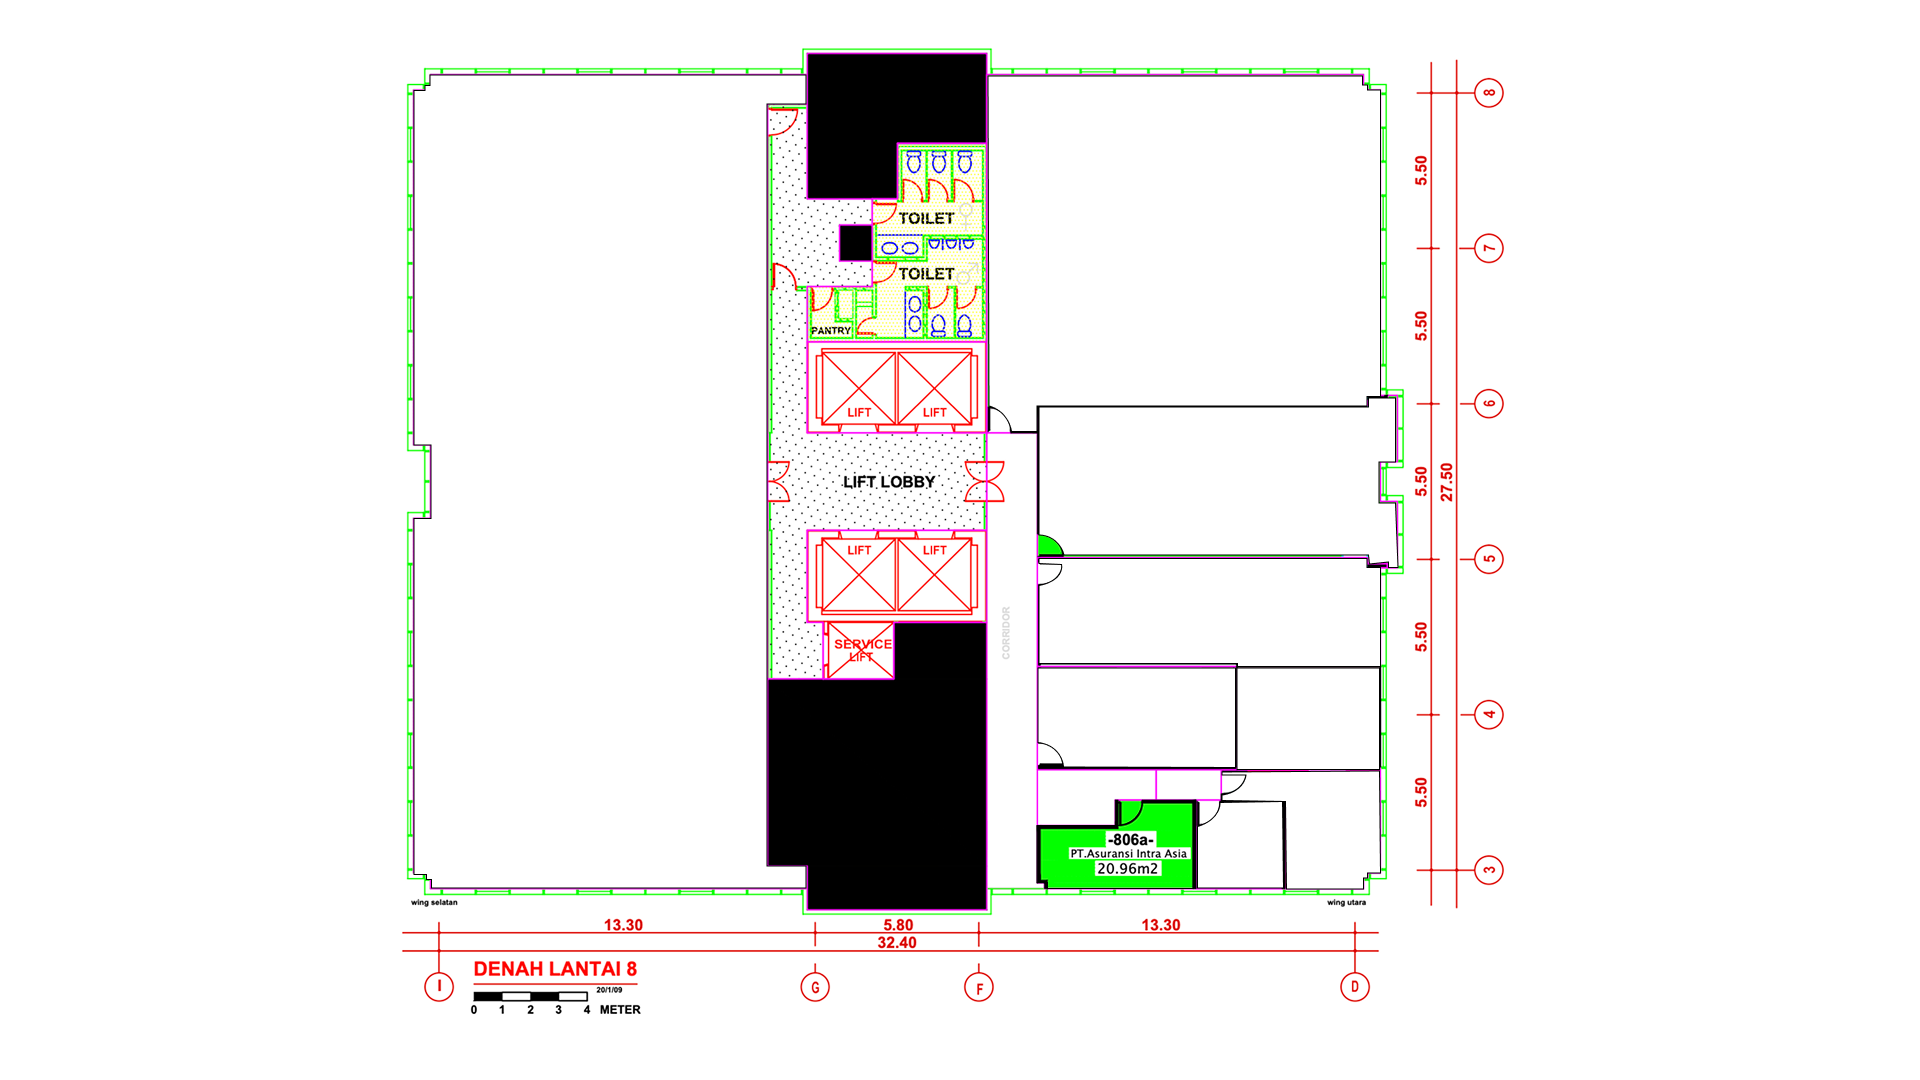 8
5.50
TOILET
7
TOILET
5.50
PANTRY
6
LIFT
LIFT
5.50
27.50
LIFT LOBBY
LIFT
LIFT
5
CORRIDOR
SERVICE
LIFT
5.50
4
5.50
-806a-
PT.Asuransi Intra Asia
20.96m2
3
wing selatan
wing utara
13.30
5.80
13.30
32.40
DENAH LANTAI 8
I
G
F
D
20/1/09
0 1 2 3 4 METER